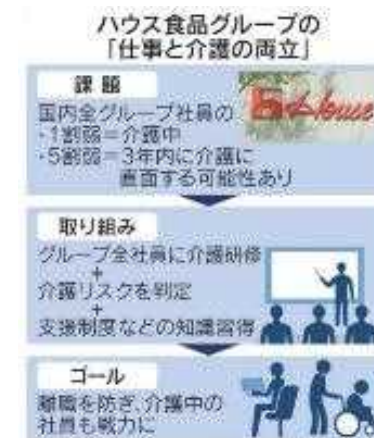 ハウス食品グループの
「仕事と介護の両立」
課題
国内全グループ社員の
・1割弱=介護中
・5割弱=3年内に介護に
直面する可能性あり
House
取り組み
グループ全社員に介護研修
+
介護リスクを判定
+
支援制度などの知識習得
ゴール
離職を防ぎ、介護中の
社員も戦力に